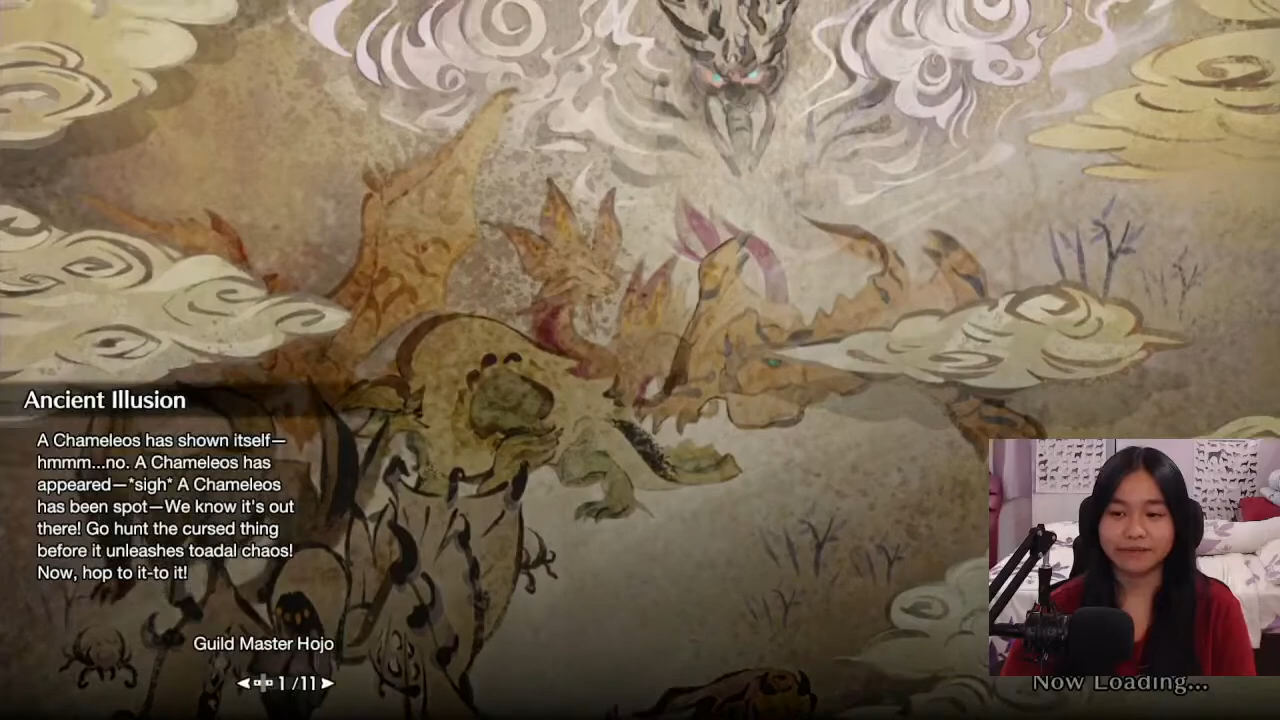 Ancient Illusion
A Chameleos has shown itself—
hmmm...no. A Chameleos has
appeared—*sigh* A Chameleos
has been spot—We know it's out
there! Go hunt the cursed thing
before it unleashes toadal chaos!
Now, hop to it-to it!
Guild Master Hojo
1 /11
Now Loading...